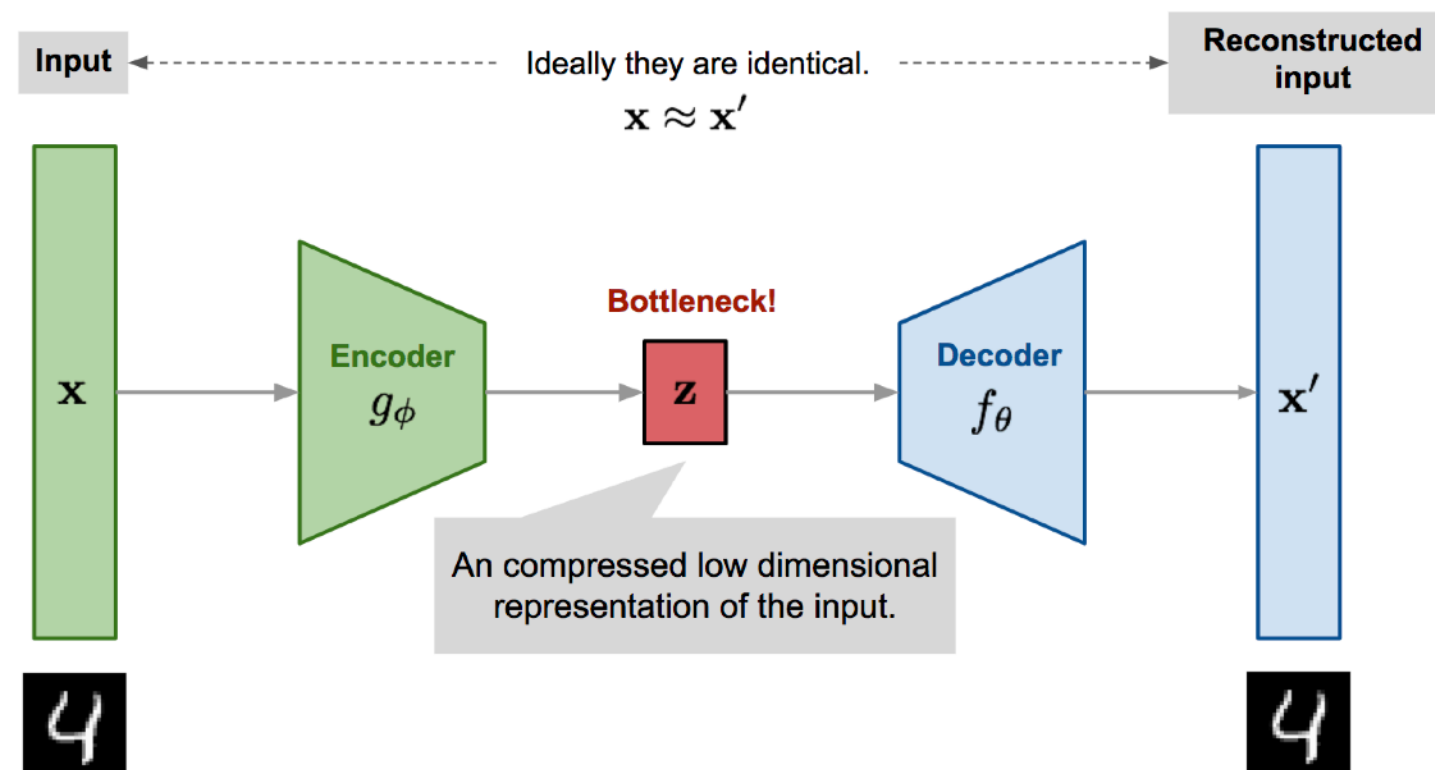 Input
Ideally they are identical.
x ≈ x′
Reconstructed
input
x
Encoder
gϕ
Bottleneck!
z
Decoder
fθ
x′
An compressed low dimensional
representation of the input.
4
4